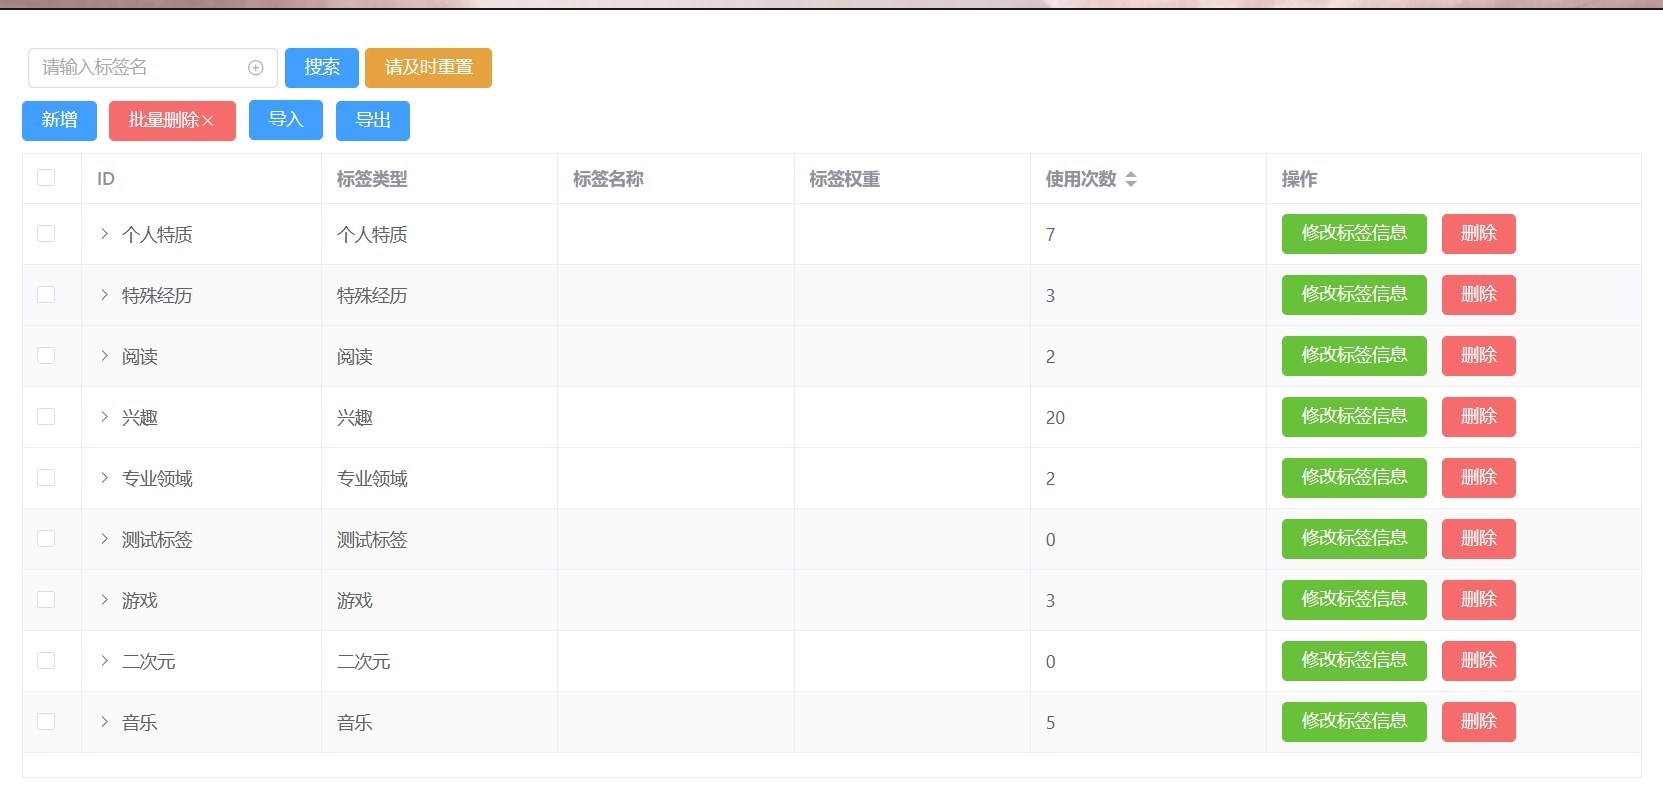 请输入标签名 搜索 请及时重置
新增 批量删除× 导入 导出
ID 标签类型 标签名称 标签权重 使用次数 操作
个人特质 个人特质 7 修改标签信息 删除
特殊经历 特殊经历 3 修改标签信息 删除
阅读 阅读 2 修改标签信息 删除
兴趣 兴趣 20 修改标签信息 删除
专业领域 专业领域 2 修改标签信息 删除
测试标签 测试标签 0 修改标签信息 删除
游戏 游戏 3 修改标签信息 删除
二次元 二次元 0 修改标签信息 删除
音乐 音乐 5 修改标签信息 删除